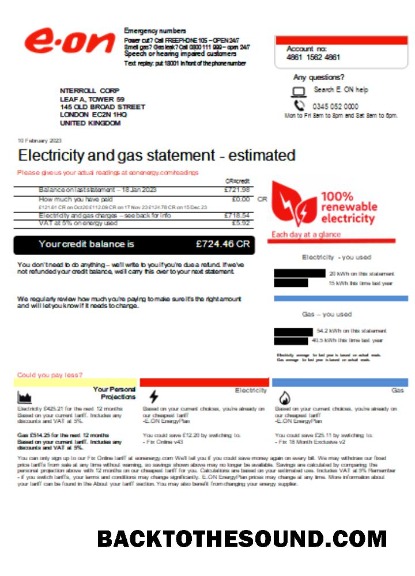 e.on
Emergency numbers
Power cut? Call FREEPHONE 105 – OPEN 24/7
Smell gas? Gas leak? Call 0800 111 999 – open 24/7
Speech or hearing impaired customers
Text replay: put 18001 in front of the phone number
Account no:
4861 1562 4861
Any questions?
Search E. ON help
0345 052 0000
Mon to Fri 8am to 8pm and Sat 8am to 6pm.
NTERROLL CORP
LEAF A, TOWER 59
145 OLD BROAD STREET
LONDON EC2N 1HQ
UNITED KINGDOM
10 February 2023
Electricity and gas statement - estimated
Please give us your actual readings at eonenergy.com/readings
CR=credit
Balance on last statement – 18 Jan 2023 £721.98
How much you have paid £0.00 CR
Electricity and gas charges – see back for info £718.54
VAT at 5% on energy used £5.92
Your credit balance is £724.46 CR
You don't need to do anything – we'll write to you if you're due a refund. If we've
not refunded your credit balance, we'll carry this over to your next statement.
We regularly review how much you're paying to make sure it's the right amount
and will let you know if it needs to change.
100%
renewable
electricity
Each day at a glance
Electricity - you used
20 kWh on this statement
15 kWh this time last year
Gas – you used
54.2 kWh on this statement
40.5 kWh this time last year
Electricity average for last year is based on actual reads.
Gas average for last year is based on actual reads.
Could you pay less?
Your Personal
Projections
Electricity £425.21 for the next 12 months
Based on your current tariff. Includes any
discounts and VAT at 5%.
Gas £514.25 for the next 12 months
Based on your current tariff. Includes any
discounts and VAT at 5%.
Electricity
Based on your current choices, you're already on
our cheapest tariff
-E.ON EnergyPlan
You could save £12.20 by switching to:
- Fix Online v43
Gas
Based on your current choices, you're already on
our cheapest tariff
-E.ON EnergyPlan
You could save £25.11 by switching to:
- Fix 18 Month Exclusive v2
You can only sign up to our Fix Online tariff at eonenergy.com We'll tell you if you could save money again on every bill. We may withdraw our fixed
price tariffs from sale at any time without warning, so savings shown above may no longer be available. Savings are calculated by comparing the
personal projection above with 12 months on our cheapest tariff for you. Calculations are based on your estimated use. Includes VAT at 5% Remember
- if you switch tariffs, your terms and conditions may change significantly. E.ON EnergyPlan prices may change at any time. More information about
your tariff can be found in the About your tariff section. You may also benefit from changing your energy supplier.
BACKTOTHESOUND.COM